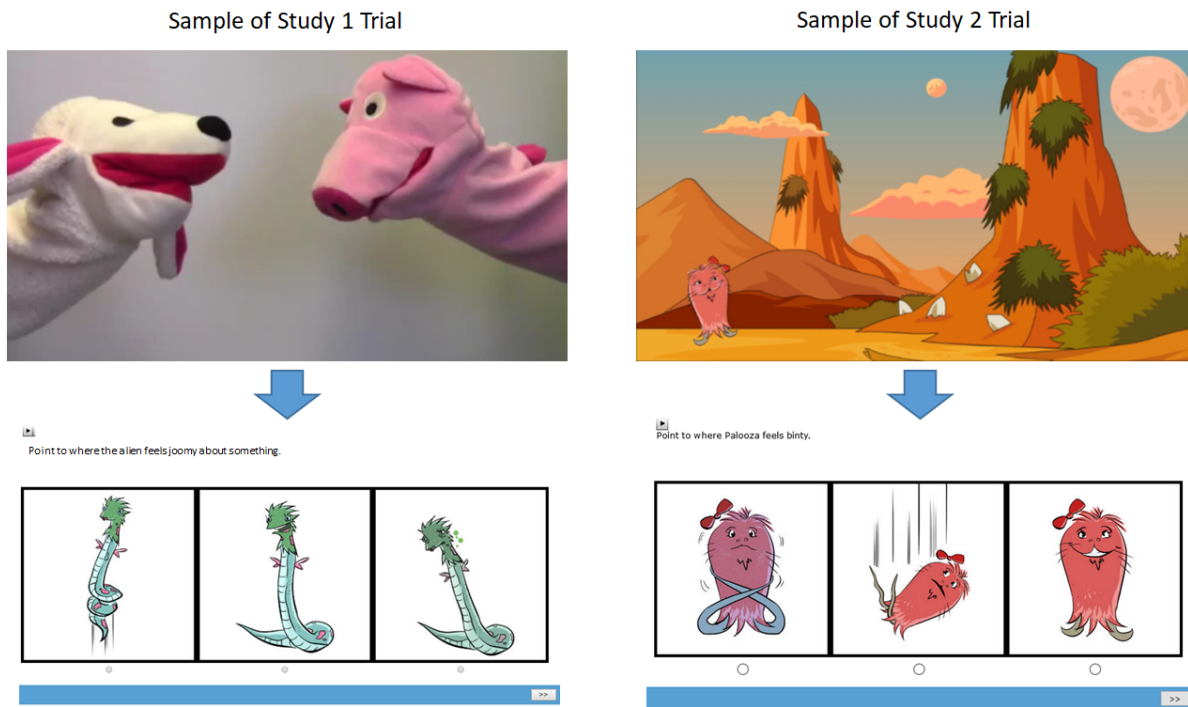 Sample of Study 1 Trial
Sample of Study 2 Trial
Point to where the alien feels joomy about something.
Point to where Palooza feels binty.
>>
>>